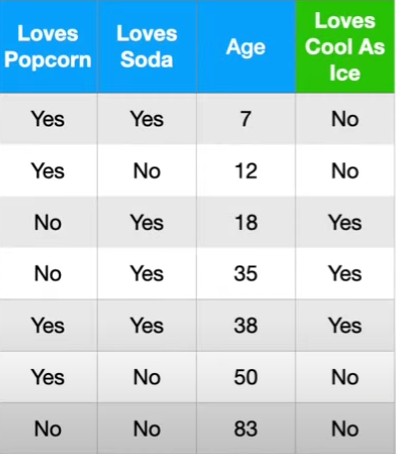 Loves Popcorn Loves Soda Age Loves Cool As Ice
Yes Yes 7 No
Yes No 12 No
No Yes 18 Yes
No Yes 35 Yes
Yes Yes 38 Yes
Yes No 50 No
No No 83 No